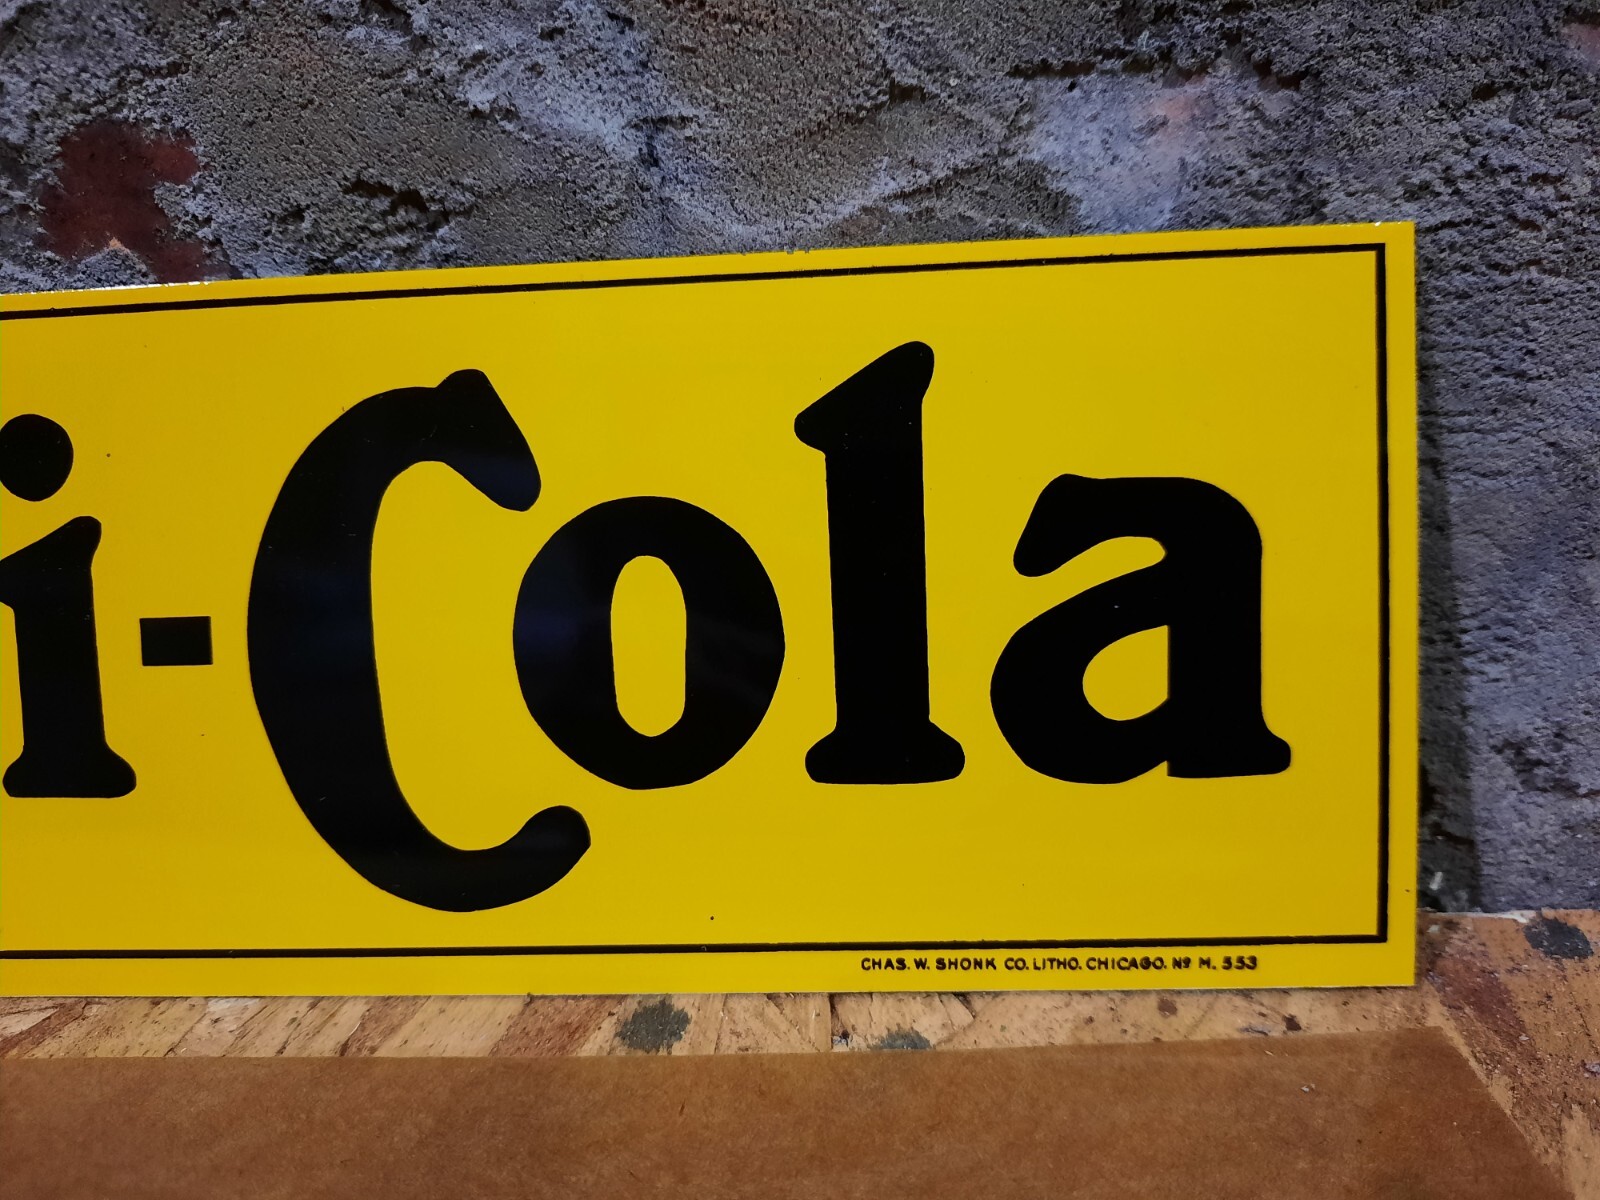 i-Cola
CHAS. W. SHONK CO. LITHO. CHICAGO. Nº M. 553